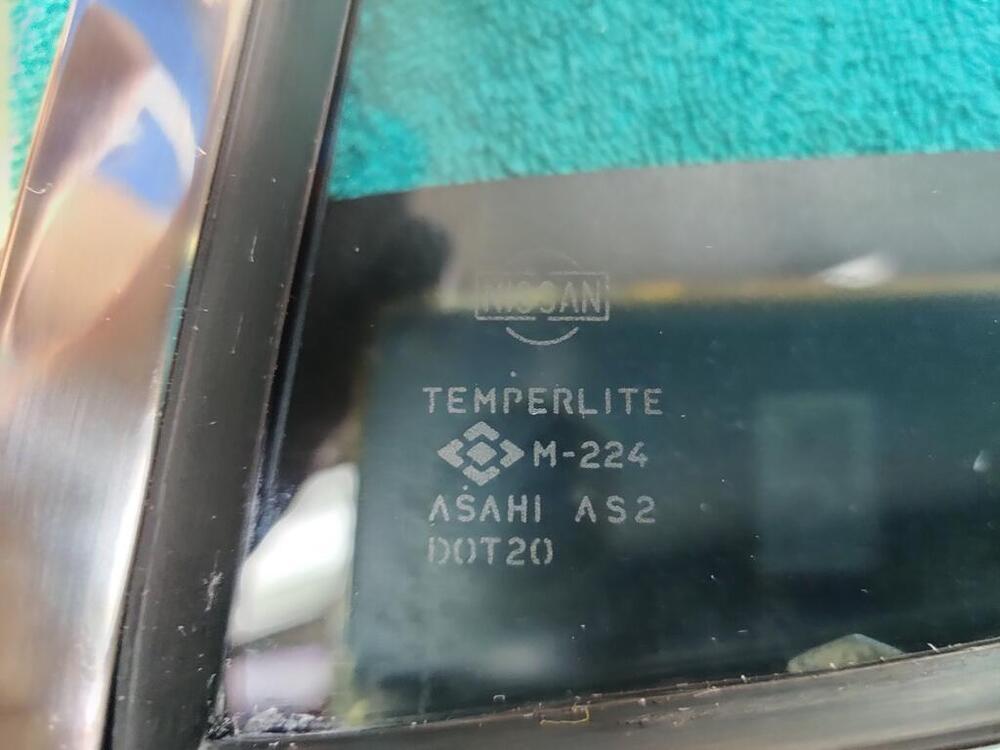 NISSAN
TEMPERLITE
M-224
ASAHI AS2
DOT20